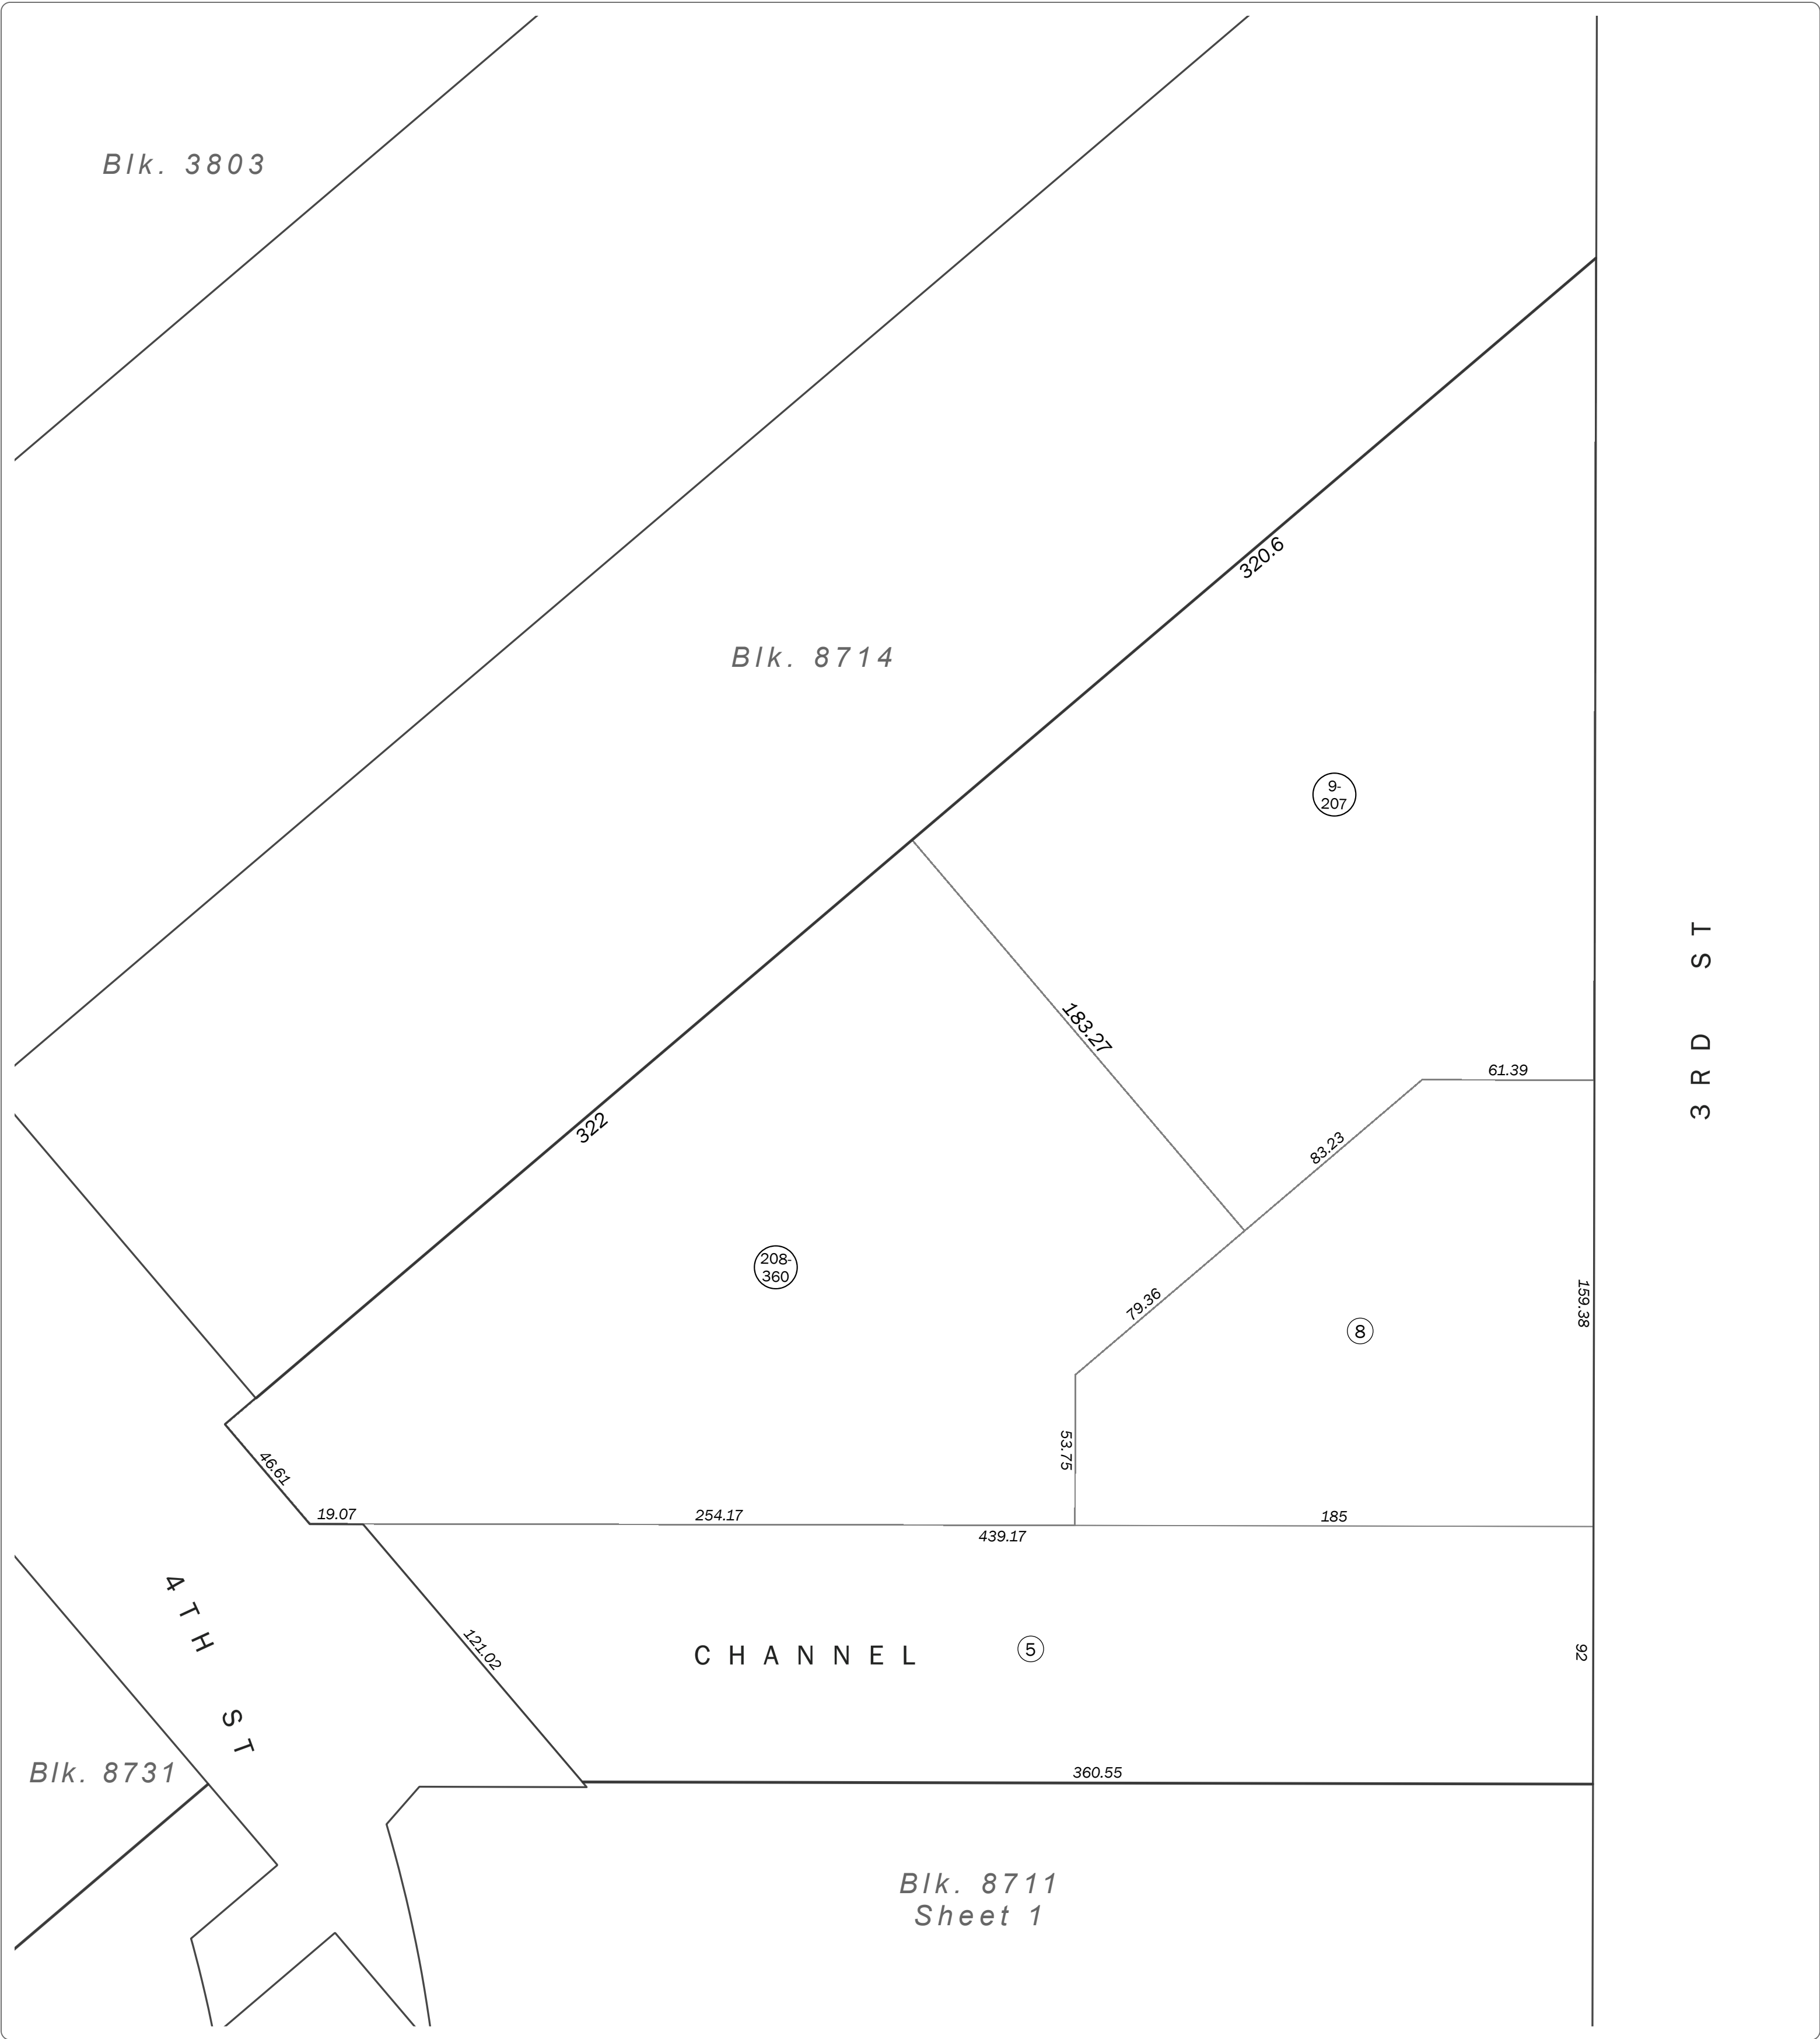 Blk. 3803
320.6
Blk. 8714
9-
207
3RD ST
183.27
61.39
322
83.23
208-
360
79.36
159.38
8
53.75
46.61
19.07
254.17
185
439.17
4TH ST
121.02
CHANNEL
5
92
Blk. 8731
360.55
Blk. 8711
Sheet 1